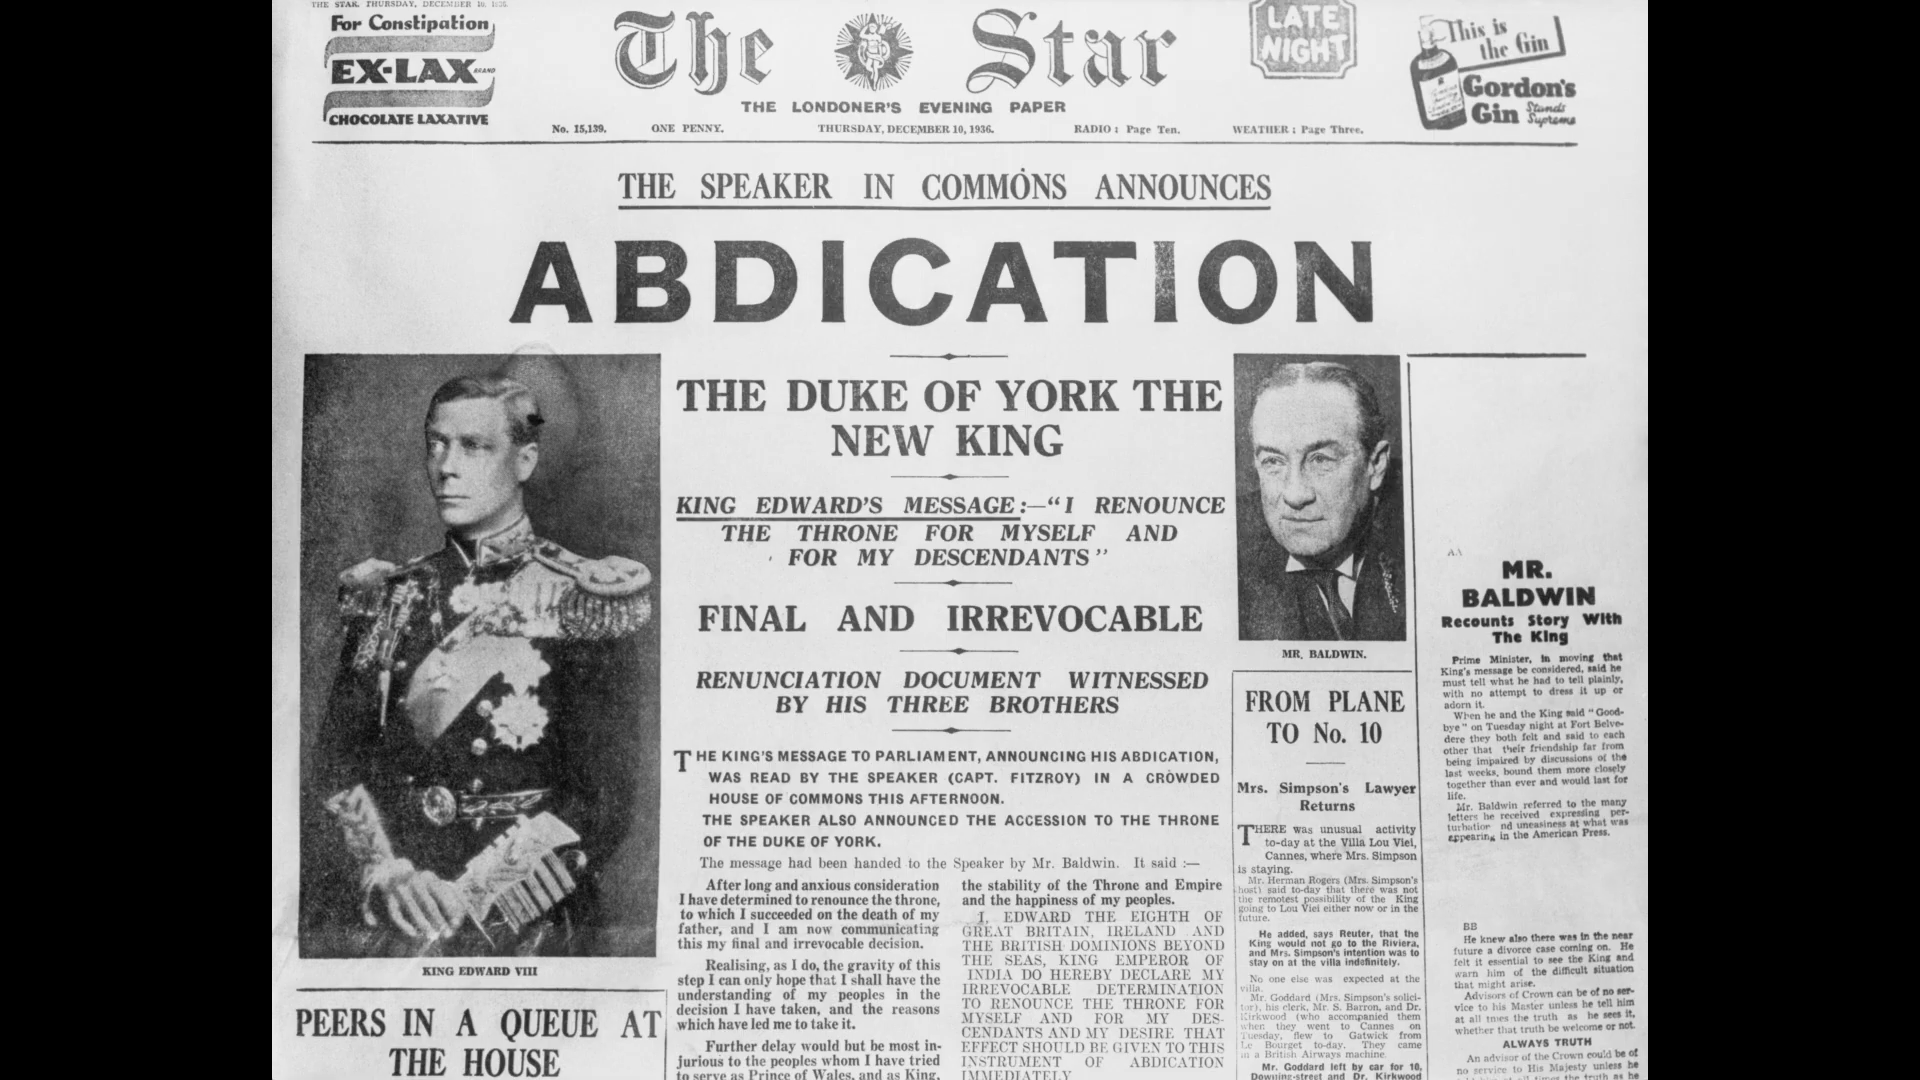 THE STAR. THURSDAY, DECEMBER 10, 1936.
For Constipation
EX-LAX BRAND
CHOCOLATE LAXATIVE
The Star
THE LONDONER'S EVENING PAPER
LATE
NIGHT
This is
the Gin
Gordon's
Gin Stands
Supreme
No. 15,139. ONE PENNY. THURSDAY, DECEMBER 10, 1936. RADIO : Page Ten. WEATHER : Page Three.
THE SPEAKER IN COMMONS ANNOUNCES
ABDICATION
KING EDWARD VIII
PEERS IN A QUEUE AT
THE HOUSE
THE DUKE OF YORK THE
NEW KING
KING EDWARD'S MESSAGE:—"I RENOUNCE
THE THRONE FOR MYSELF AND
FOR MY DESCENDANTS"
FINAL AND IRREVOCABLE
RENUNCIATION DOCUMENT WITNESSED
BY HIS THREE BROTHERS
THE KING'S MESSAGE TO PARLIAMENT, ANNOUNCING HIS ABDICATION,
WAS READ BY THE SPEAKER (CAPT. FITZROY) IN A CROWDED
HOUSE OF COMMONS THIS AFTERNOON.
THE SPEAKER ALSO ANNOUNCED THE ACCESSION TO THE THRONE
OF THE DUKE OF YORK.
The message had been handed to the Speaker by Mr. Baldwin. It said :—
After long and anxious consideration
I have determined to renounce the throne,
to which I succeeded on the death of my
father, and I am now communicating
this my final and irrevocable decision.
Realising, as I do, the gravity of this
step I can only hope that I shall have the
understanding of my peoples in the
decision I have taken, and the reasons
which have led me to take it.
Further delay would but be most in-
jurious to the peoples whom I have tried
to serve as Prince of Wales, and as King,
the stability of the Throne and Empire
and the happiness of my peoples.
I, EDWARD THE EIGHTH OF
GREAT BRITAIN, IRELAND AND
THE BRITISH DOMINIONS BEYOND
THE SEAS, KING EMPEROR OF
INDIA DO HEREBY DECLARE MY
IRREVOCABLE DETERMINATION
TO RENOUNCE THE THRONE FOR
MYSELF AND FOR MY DES-
CENDANTS AND MY DESIRE THAT
EFFECT SHOULD BE GIVEN TO THIS
INSTRUMENT OF ABDICATION
IMMEDIATELY
MR. BALDWIN.
FROM PLANE
TO No. 10
Mrs. Simpson's Lawyer
Returns
THERE was unusual activity
to-day at the Villa Lou Viei,
Cannes, where Mrs. Simpson
is staying.
Mr. Herman Rogers (Mrs. Simpson's
host) said to-day that there was not
the remotest possibility of the King
going to Lou Viei either now or in the
future.
He added, says Reuter, that the
King would not go to the Riviera,
and Mrs. Simpson's intention was to
stay on at the villa indefinitely.
No one else was expected at the
villa.
Mr. Goddard (Mrs. Simpson's solici-
tor), his clerk, Mr. S. Barron, and Dr.
Kirkwood (who accompanied them
when they went to Cannes on
Tuesday, flew to Gatwick from
Le Bourget to-day. They came
in a British Airways machine.
Mr. Goddard left by car for 10,
Downing-street and Dr. Kirkwood
AA
MR.
BALDWIN
Recounts Story With
The King
Prime Minister, in moving that
King's message be considered, said he
must tell what he had to tell plainly,
with no attempt to dress it up or
adorn it.
When he and the King said "Good-
bye" on Tuesday night at Fort Belve-
dere they both felt and said to each
other that their friendship far from
being impaired by discussions of the
last weeks, bound them more closely
together than ever and would last for
life.
Mr. Baldwin referred to the many
letters he received expressing per-
turbation nd uneasiness at what was
appearing in the American Press.
BB
He knew also there was in the near
future a divorce case coming on. He
felt it essential to see the King and
warn him of the difficult situation
that might arise.
Advisors of Crown can be of no ser-
vice to his Master unless he tell him
at all times the truth as he sees it,
whether that truth be welcome or not.
ALWAYS TRUTH
An advisor of the Crown could be of
no service to His Majesty unless he
at all times the truth as he